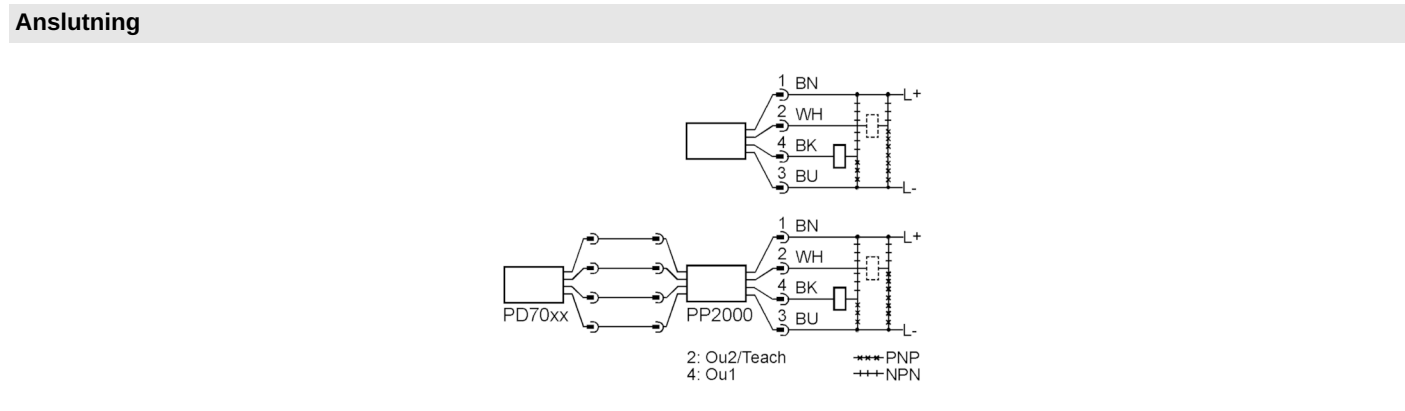 Anslutning
1 BN
L+
2 WH
4 BK
3 BU
L-
1 BN
L+
2 WH
4 BK
3 BU
L-
PD70xx
PP2000
2: Ou2/Teach
PNP
4: Ou1
NPN